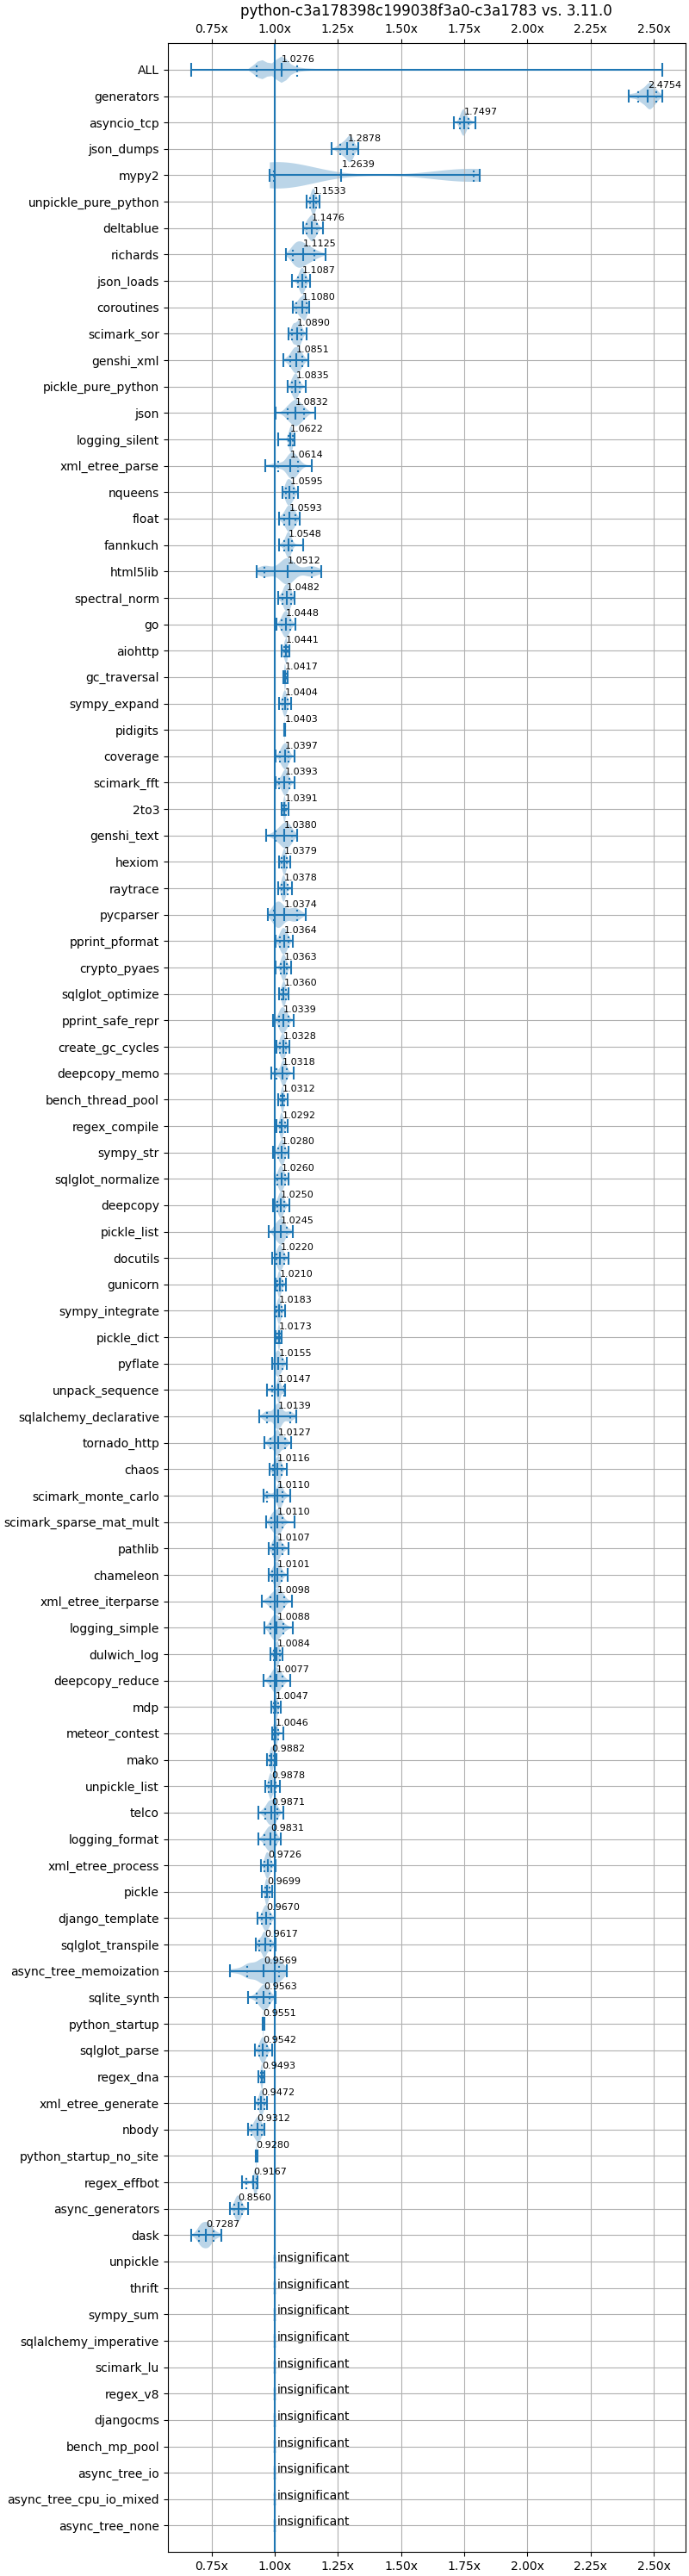 python-c3a178398c199038f3a0-c3a1783 vs. 3.11.0
0.75x 1.00x 1.25x 1.50x 1.75x 2.00x 2.25x 2.50x
ALL 1.0276
generators 2.4754
asyncio_tcp 1.7497
json_dumps 1.2878
mypy2 1.2639
unpickle_pure_python 1.1533
deltablue 1.1476
richards 1.1125
json_loads 1.1087
coroutines 1.1080
scimark_sor 1.0890
genshi_xml 1.0851
pickle_pure_python 1.0835
json 1.0832
logging_silent 1.0622
xml_etree_parse 1.0614
nqueens 1.0595
float 1.0593
fannkuch 1.0548
html5lib 1.0512
spectral_norm 1.0482
go 1.0448
aiohttp 1.0441
gc_traversal 1.0417
sympy_expand 1.0404
pidigits 1.0403
coverage 1.0397
scimark_fft 1.0393
2to3 1.0391
genshi_text 1.0380
hexiom 1.0379
raytrace 1.0378
pycparser 1.0374
pprint_pformat 1.0364
crypto_pyaes 1.0363
sqlglot_optimize 1.0360
pprint_safe_repr 1.0339
create_gc_cycles 1.0328
deepcopy_memo 1.0318
bench_thread_pool 1.0312
regex_compile 1.0292
sympy_str 1.0280
sqlglot_normalize 1.0260
deepcopy 1.0250
pickle_list 1.0245
docutils 1.0220
gunicorn 1.0210
sympy_integrate 1.0183
pickle_dict 1.0173
pyflate 1.0155
unpack_sequence 1.0147
sqlalchemy_declarative 1.0139
tornado_http 1.0127
chaos 1.0116
scimark_monte_carlo 1.0110
scimark_sparse_mat_mult 1.0110
pathlib 1.0107
chameleon 1.0101
xml_etree_iterparse 1.0098
logging_simple 1.0088
dulwich_log 1.0084
deepcopy_reduce 1.0077
mdp 1.0047
meteor_contest 1.0046
mako 0.9882
unpickle_list 0.9878
telco 0.9871
logging_format 0.9831
xml_etree_process 0.9726
pickle 0.9699
django_template 0.9670
sqlglot_transpile 0.9617
async_tree_memoization 0.9569
sqlite_synth 0.9563
python_startup 0.9551
sqlglot_parse 0.9542
regex_dna 0.9493
xml_etree_generate 0.9472
nbody 0.9312
python_startup_no_site 0.9280
regex_effbot 0.9167
async_generators 0.8560
dask 0.7287
unpickle insignificant
thrift insignificant
sympy_sum insignificant
sqlalchemy_imperative insignificant
scimark_lu insignificant
regex_v8 insignificant
djangocms insignificant
bench_mp_pool insignificant
async_tree_io insignificant
async_tree_cpu_io_mixed insignificant
async_tree_none insignificant
0.75x 1.00x 1.25x 1.50x 1.75x 2.00x 2.25x 2.50x